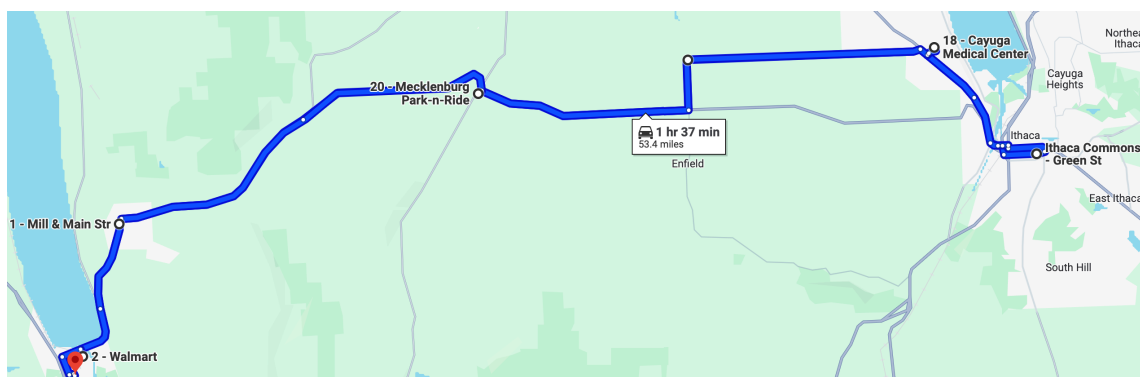 Northea
Ithaca
18 - Cayuga
Medical Center
Cayuga
Heights
20 - Mecklenburg
Park-n-Ride
1 hr 37 min
53.4 miles
Enfield
Ithaca
Ithaca Commons
- Green St
East Ithaca
1 - Mill & Main Str
South Hill
2 - Walmart